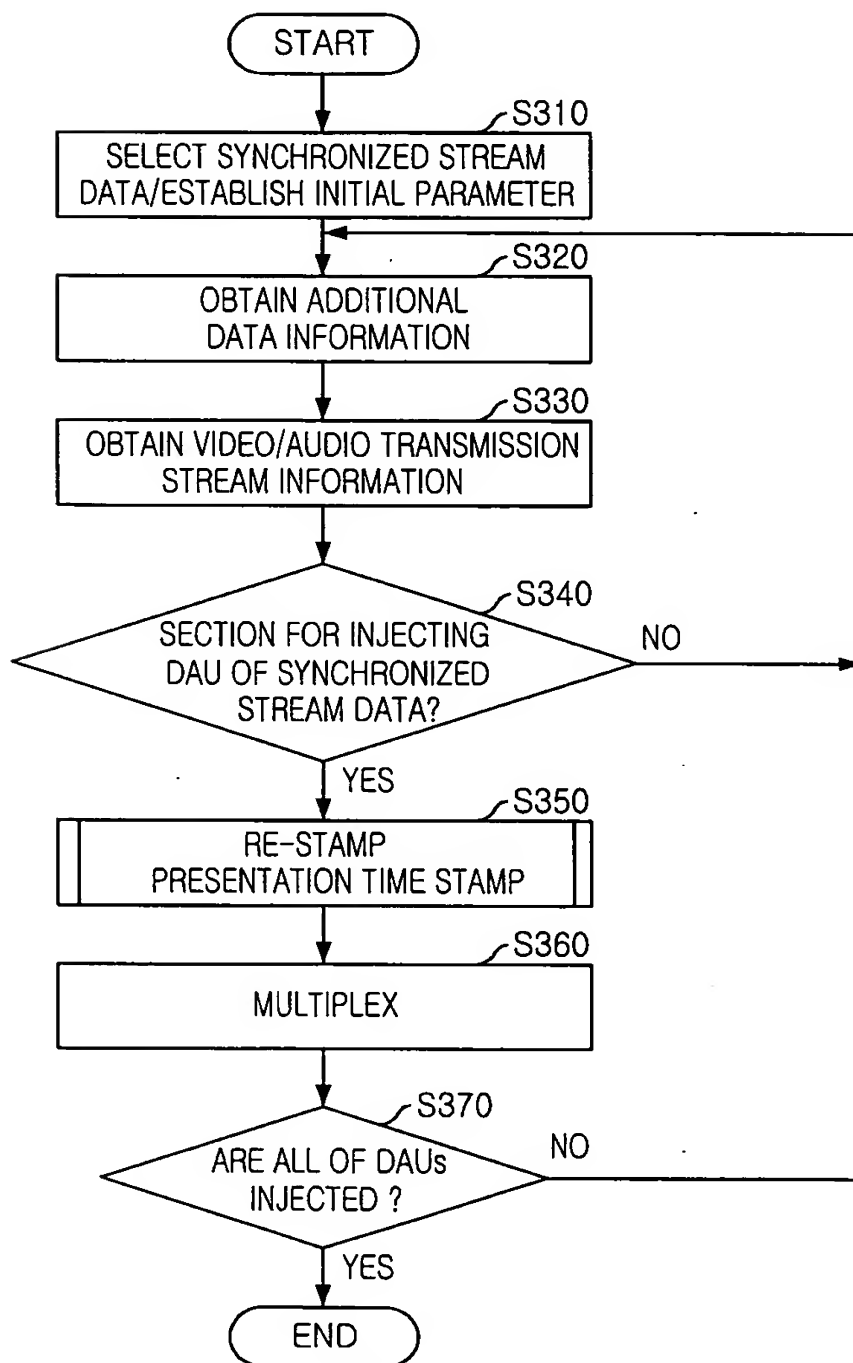 START
S310
SELECT SYNCHRONIZED STREAM
DATA/ESTABLISH INITIAL PARAMETER
S320
OBTAIN ADDITIONAL
DATA INFORMATION
S330
OBTAIN VIDEO/AUDIO TRANSMISSION
STREAM INFORMATION
S340
SECTION FOR INJECTING
DAU OF SYNCHRONIZED
STREAM DATA?
NO
YES
S350
RE-STAMP
PRESENTATION TIME STAMP
S360
MULTIPLEX
S370
ARE ALL OF DAUs
INJECTED ?
NO
YES
END